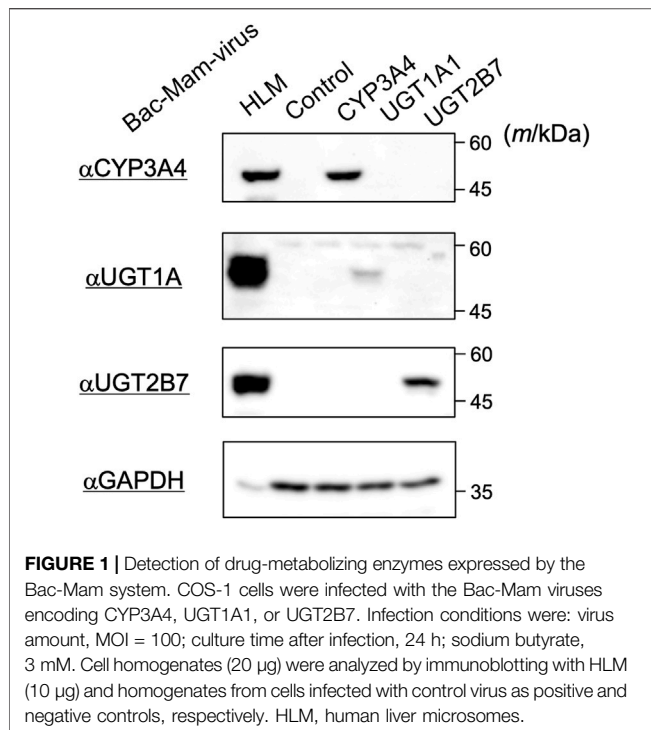 Bac-Mam-virus HLM Control CYP3A4 UGT1A1 UGT2B7
60 (m/kDa)
αCYP3A4
45
60
αUGT1A
45
60
αUGT2B7
45
αGAPDH
35
FIGURE 1 | Detection of drug-metabolizing enzymes expressed by the
Bac-Mam system. COS-1 cells were infected with the Bac-Mam viruses
encoding CYP3A4, UGT1A1, or UGT2B7. Infection conditions were: virus
amount, MOI = 100; culture time after infection, 24 h; sodium butyrate,
3 mM. Cell homogenates (20 μg) were analyzed by immunoblotting with HLM
(10 μg) and homogenates from cells infected with control virus as positive and
negative controls, respectively. HLM, human liver microsomes.